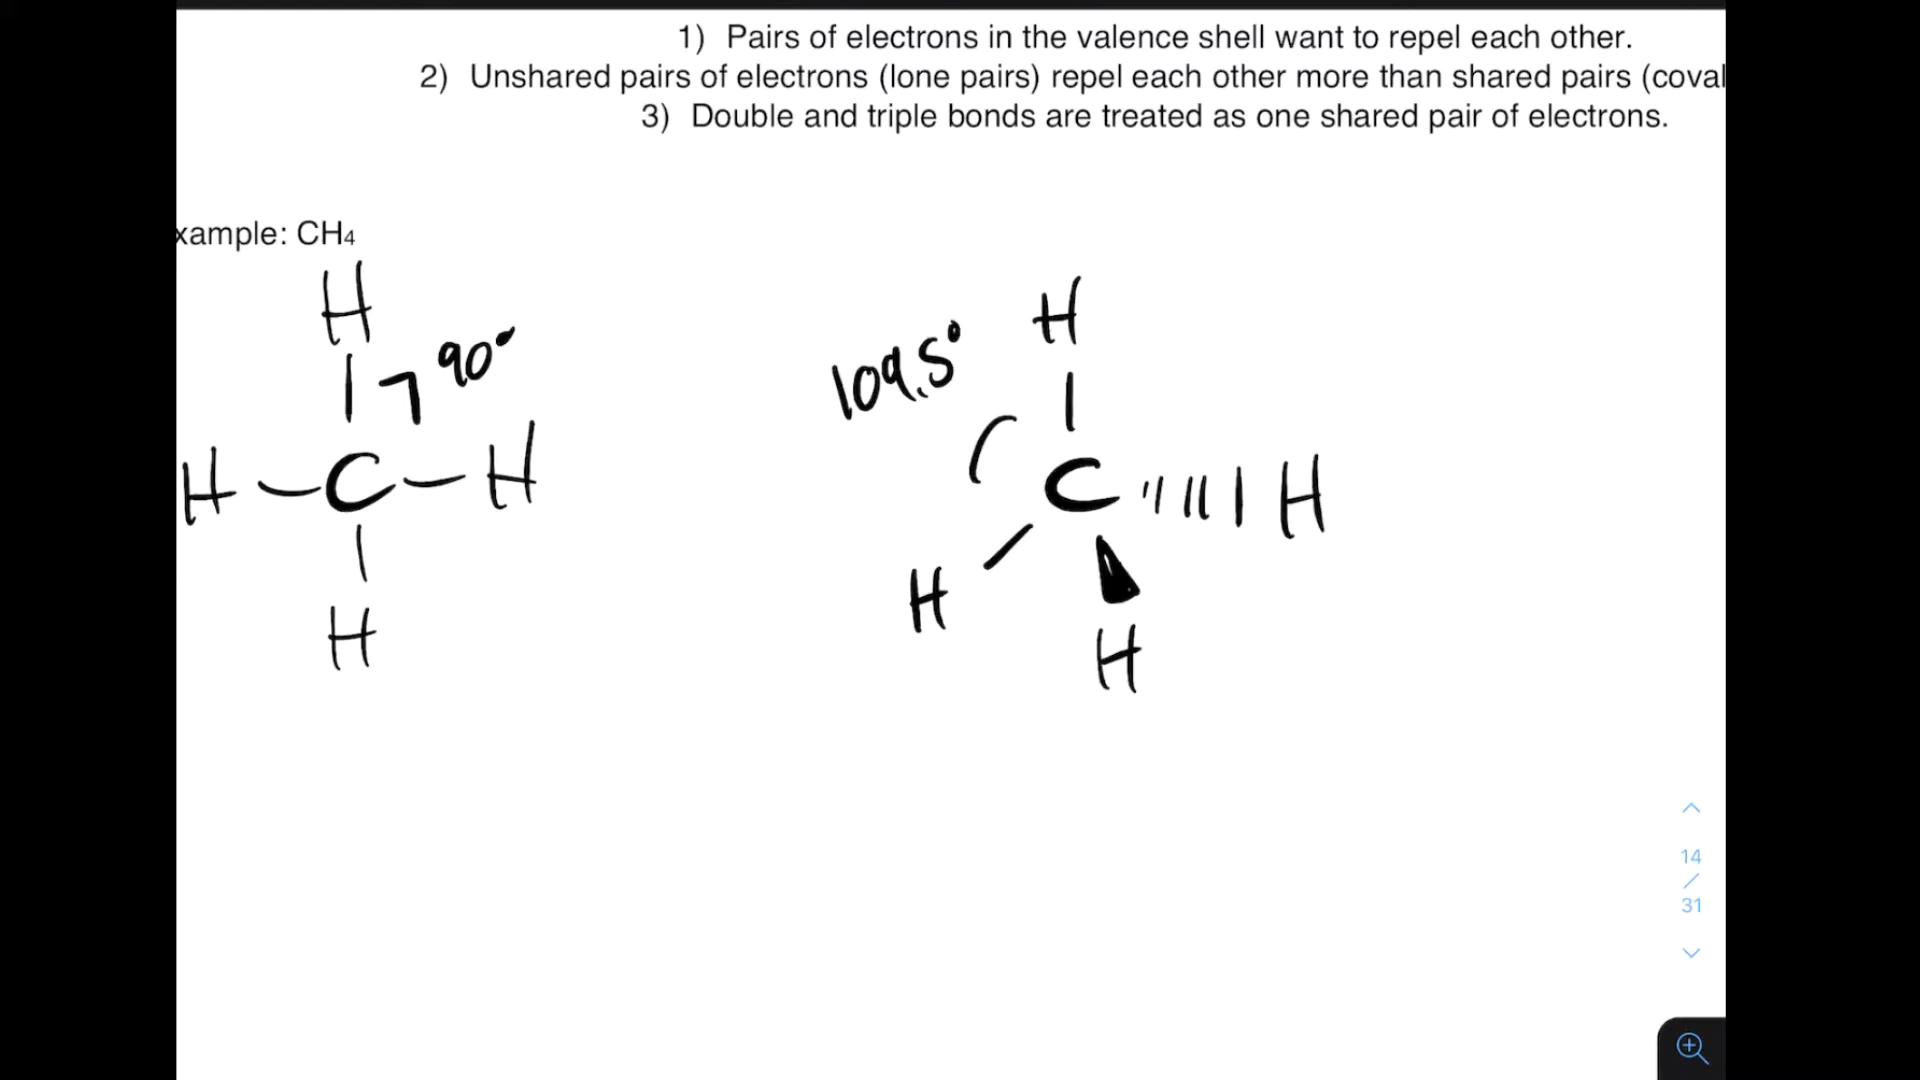 1) Pairs of electrons in the valence shell want to repel each other.
2) Unshared pairs of electrons (lone pairs) repel each other more than shared pairs (coval
3) Double and triple bonds are treated as one shared pair of electrons.
xample: CH₄
H
90°
H - C - H
H
109.5°
H
C H
H
H
14
/
31